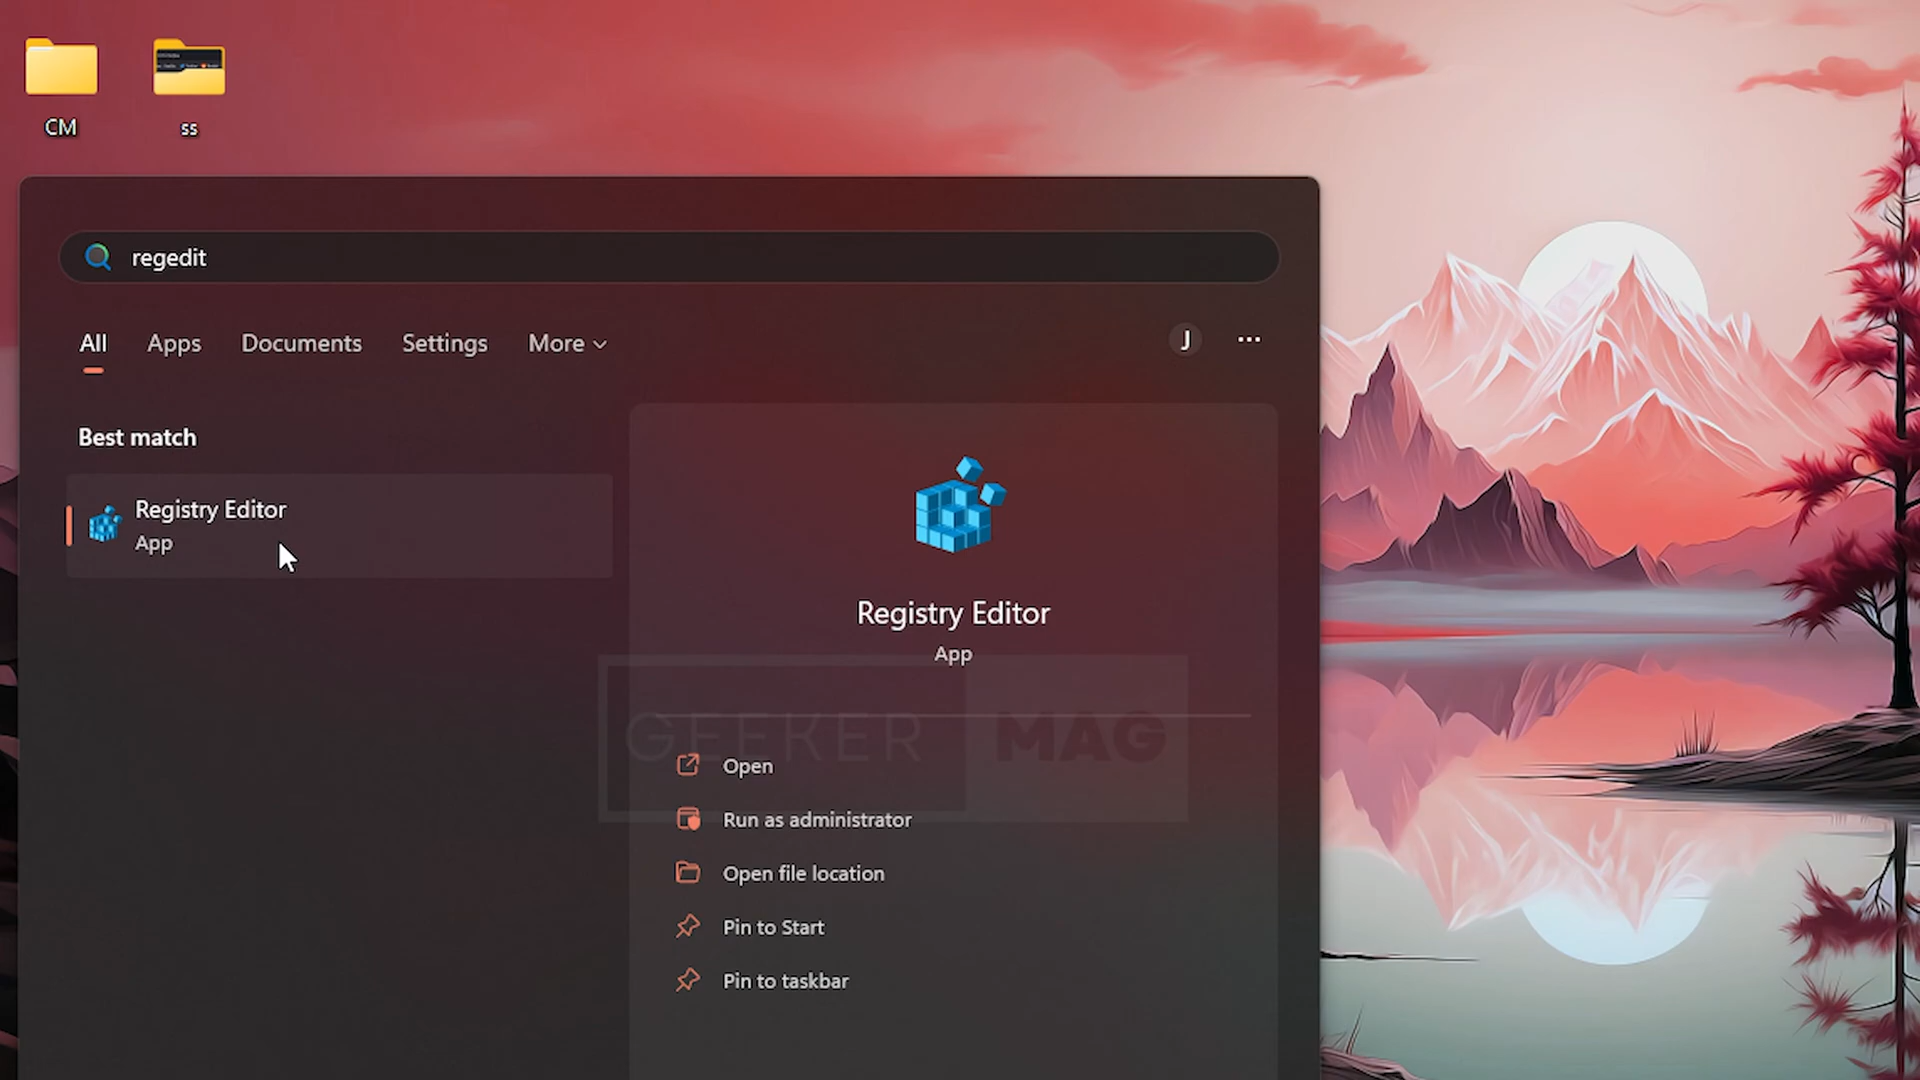 CM
ss
regedit
All Apps Documents Settings More
J
Best match
Registry Editor
App
Registry Editor
App
GEEKER MAG
Open
Run as administrator
Open file location
Pin to Start
Pin to taskbar